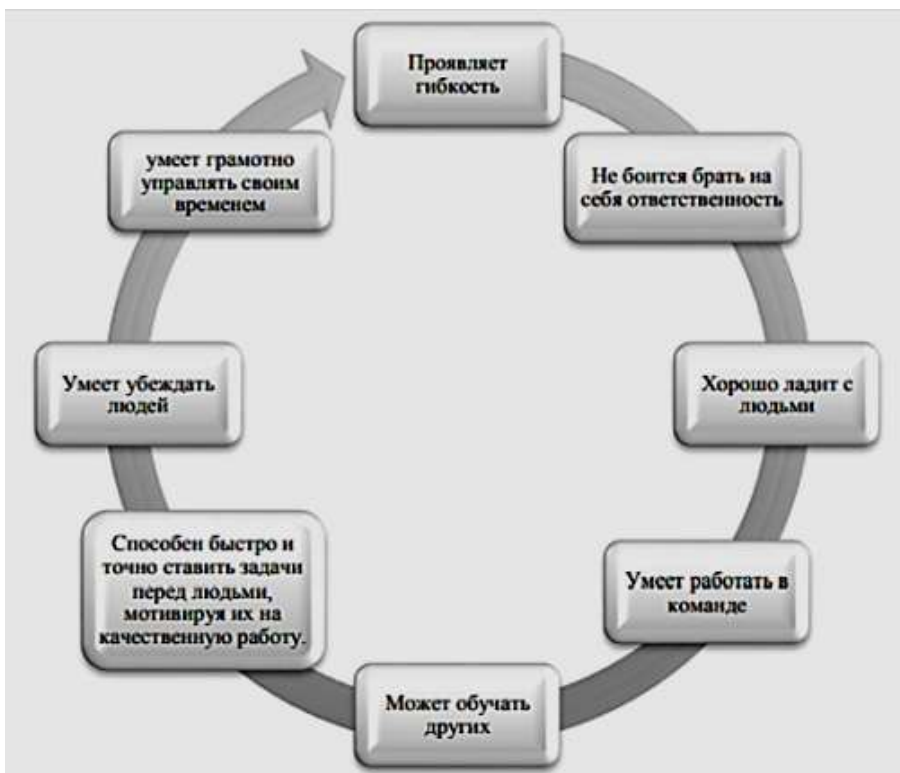 Проявляет
гибкость
Не боится брать на
себя ответственность
Хорошо ладит с
людьми
Умеет работать в
команде
Может обучать
других
Способен быстро и
точно ставить задачи
перед людьми,
мотивируя их на
качественную работу.
Умеет убеждать
людей
умеет грамотно
управлять своим
временем